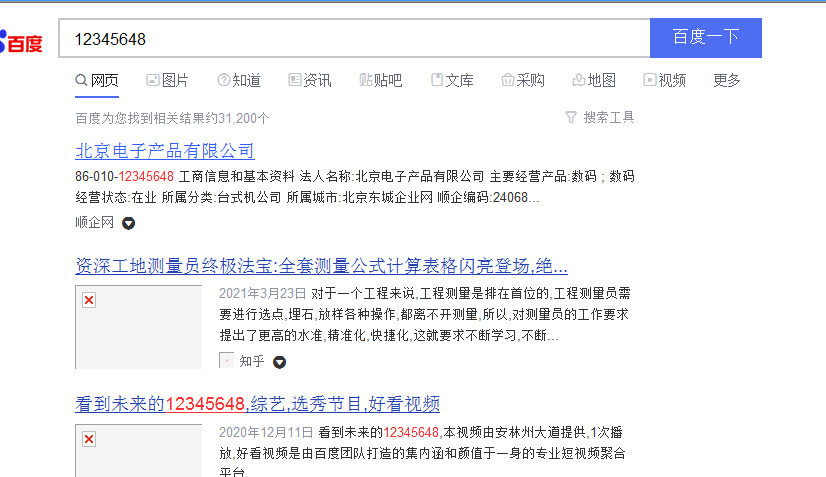 百度
12345648
百度一下
网页 图片 知道 资讯 贴吧 文库 采购 地图 视频 更多
百度为您找到相关结果约31,200个
搜索工具
北京电子产品有限公司
86-010-12345648 工商信息和基本资料 法人名称:北京电子产品有限公司 主要经营产品:数码 ; 数码
经营状态:在业 所属分类:台式机公司 所属城市:北京东城企业网 顺企编码:24068...
顺企网
资深工地测量员终极法宝:全套测量公式计算表格闪亮登场,绝...
2021年3月23日 对于一个工程来说,工程测量是排在首位的,工程测量员需
要进行选点,埋石,放样各种操作,都离不开测量,所以,对测量员的工作要求
提出了更高的水准,精准化,快捷化,这就要求不断学习,不断...
知乎
看到未来的12345648,综艺,选秀节目,好看视频
2020年12月11日 看到未来的12345648,本视频由安林州大道提供,1次播
放,好看视频是由百度团队打造的集内涵和颜值于一身的专业短视频聚合
平台